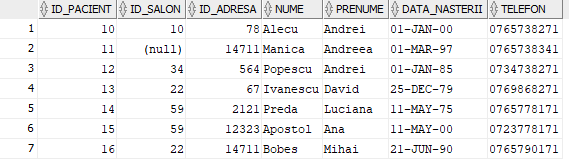 ID_PACIENT ID_SALON ID_ADRESA NUME PRENUME DATA_NASTERII TELEFON
1 10 10 78 Alecu Andrei 01-JAN-00 0765738271
2 11 (null) 14711 Manica Andreea 01-MAR-97 0765738341
3 12 34 564 Popescu Andrei 01-JAN-85 0734738271
4 13 22 67 Ivanescu David 25-DEC-79 0769868271
5 14 59 2121 Preda Luciana 11-MAY-75 0765778171
6 15 59 12323 Apostol Ana 11-MAY-00 0723778171
7 16 22 14711 Bobes Mihai 21-JUN-90 0765790171